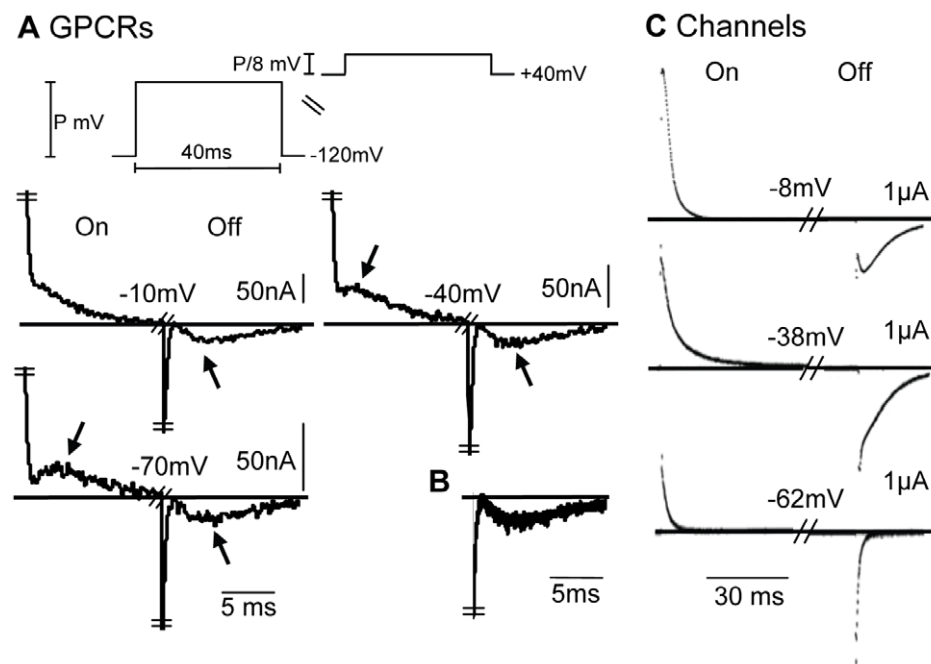 A GPCRs
P/8 mV
+40mV
P mV
40ms
-120mV
On
Off
-10mV
50nA
-40mV
50nA
-70mV
50nA
5 ms
B
5ms
C Channels
On
Off
-8mV
1µA
-38mV
1µA
-62mV
1µA
30 ms